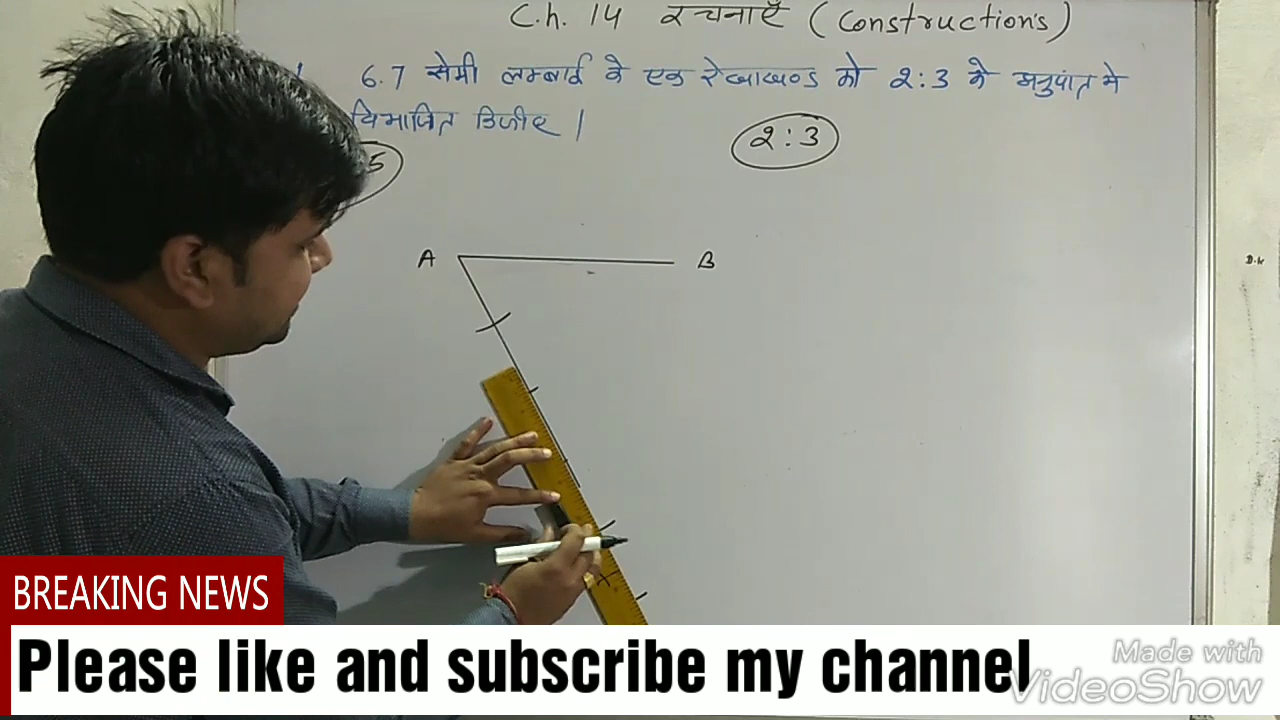 Ch. 14 रचनाएँ (Constructions)
6.7 सेमी लम्बाई के एक रेखाखण्ड को 2:3 के अनुपात मे
विभाजित कीजीए |
2:3
5
A
B
BREAKING NEWS
Please like and subscribe my channel
Made with
VideoShow